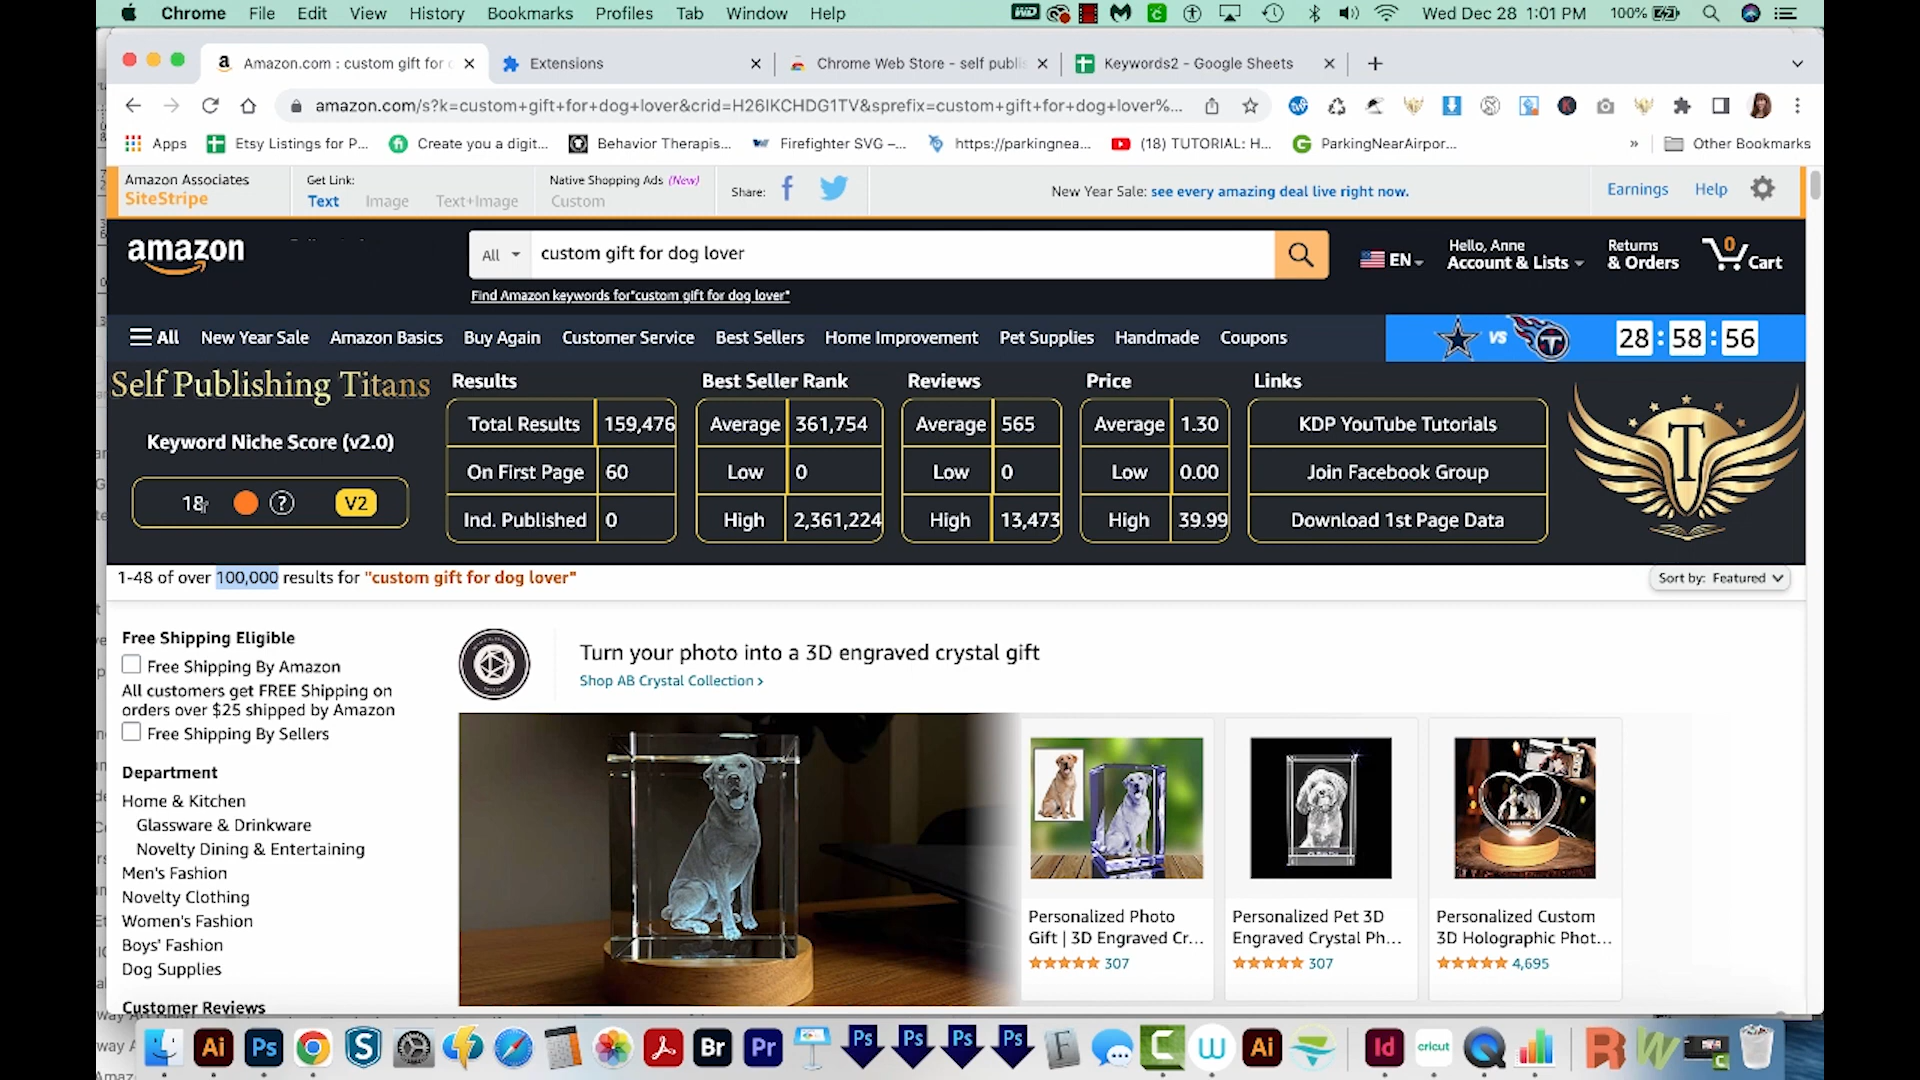 Chrome File Edit View History Bookmarks Profiles Tab Window Help Wed Dec 28 1:01 PM 100%
Amazon.com : custom gift for Extensions Chrome Web Store - self publis Keywords2 - Google Sheets
amazon.com/s?k=custom+gift+for+dog+lover&crid=H26IKCHDG1TV&sprefix=custom+gift+for+dog+lover%...
Apps Etsy Listings for P... Create you a digit... Behavior Therapis... Firefighter SVG –... https://parkingnea... (18) TUTORIAL: H... ParkingNearAirpor... » Other Bookmarks
Amazon Associates
SiteStripe
Get Link:
Text Image Text+Image
Native Shopping Ads (New)
Custom
Share:
New Year Sale: see every amazing deal live right now.
Earnings Help
amazon
All custom gift for dog lover
Find Amazon keywords for"custom gift for dog lover"
EN
Hello, Anne
Account & Lists
Returns
& Orders
0
Cart
All New Year Sale Amazon Basics Buy Again Customer Service Best Sellers Home Improvement Pet Supplies Handmade Coupons
VS 28 : 58 : 56
Self Publishing Titans
Keyword Niche Score (v2.0)
18 ? V2
Results
Total Results 159,476
On First Page 60
Ind. Published 0
Best Seller Rank
Average 361,754
Low 0
High 2,361,224
Reviews
Average 565
Low 0
High 13,473
Price
Average 1.30
Low 0.00
High 39.99
Links
KDP YouTube Tutorials
Join Facebook Group
Download 1st Page Data
T
1-48 of over 100,000 results for "custom gift for dog lover"
Sort by: Featured
Free Shipping Eligible
Free Shipping By Amazon
All customers get FREE Shipping on
orders over $25 shipped by Amazon
Free Shipping By Sellers
Department
Home & Kitchen
Glassware & Drinkware
Novelty Dining & Entertaining
Men's Fashion
Novelty Clothing
Women's Fashion
Boys' Fashion
Dog Supplies
Customer Reviews
Turn your photo into a 3D engraved crystal gift
Shop AB Crystal Collection ›
Personalized Photo
Gift | 3D Engraved Cr...
307
Personalized Pet 3D
Engraved Crystal Ph...
307
Personalized Custom
3D Holographic Phot...
4,695
Ai Ps S Br Pr Ps Ps Ps Ps F C W Ai Id cricut R W